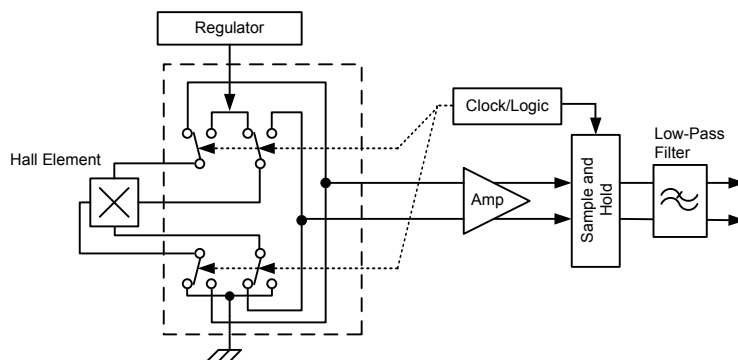 Regulator
Clock/Logic
Low-Pass
Filter
Hall Element
Amp
Sample and
Hold